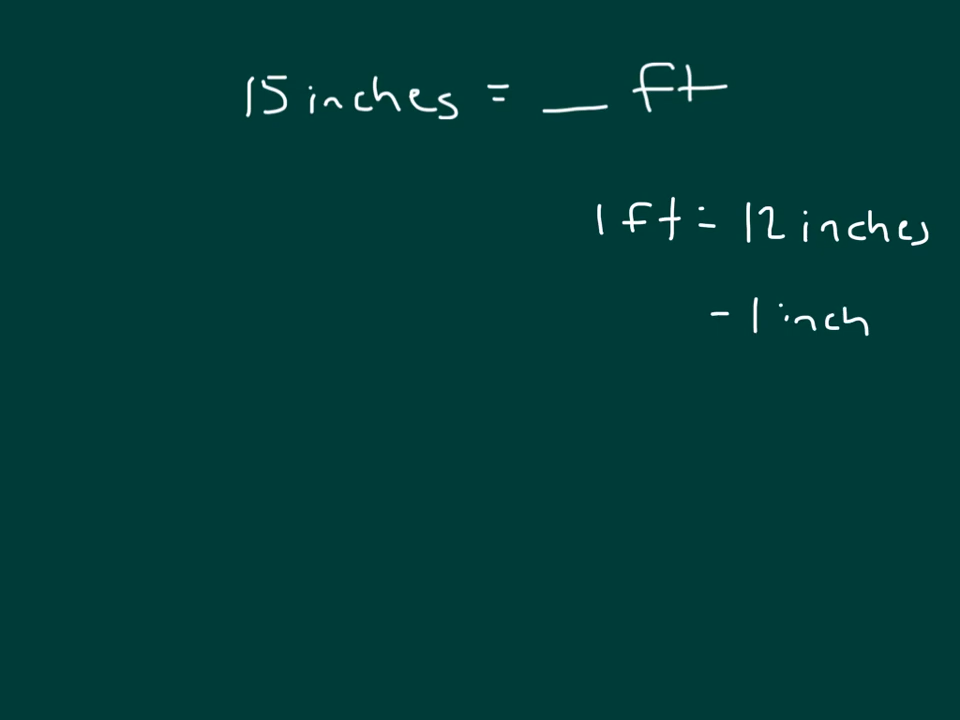 15 inches = __ ft
1 ft = 12 inches
- 1 inch